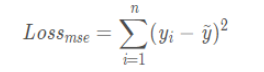 $Loss_{mse} = \sum_{i=1}^{n} (y_i - \tilde{y})^2$